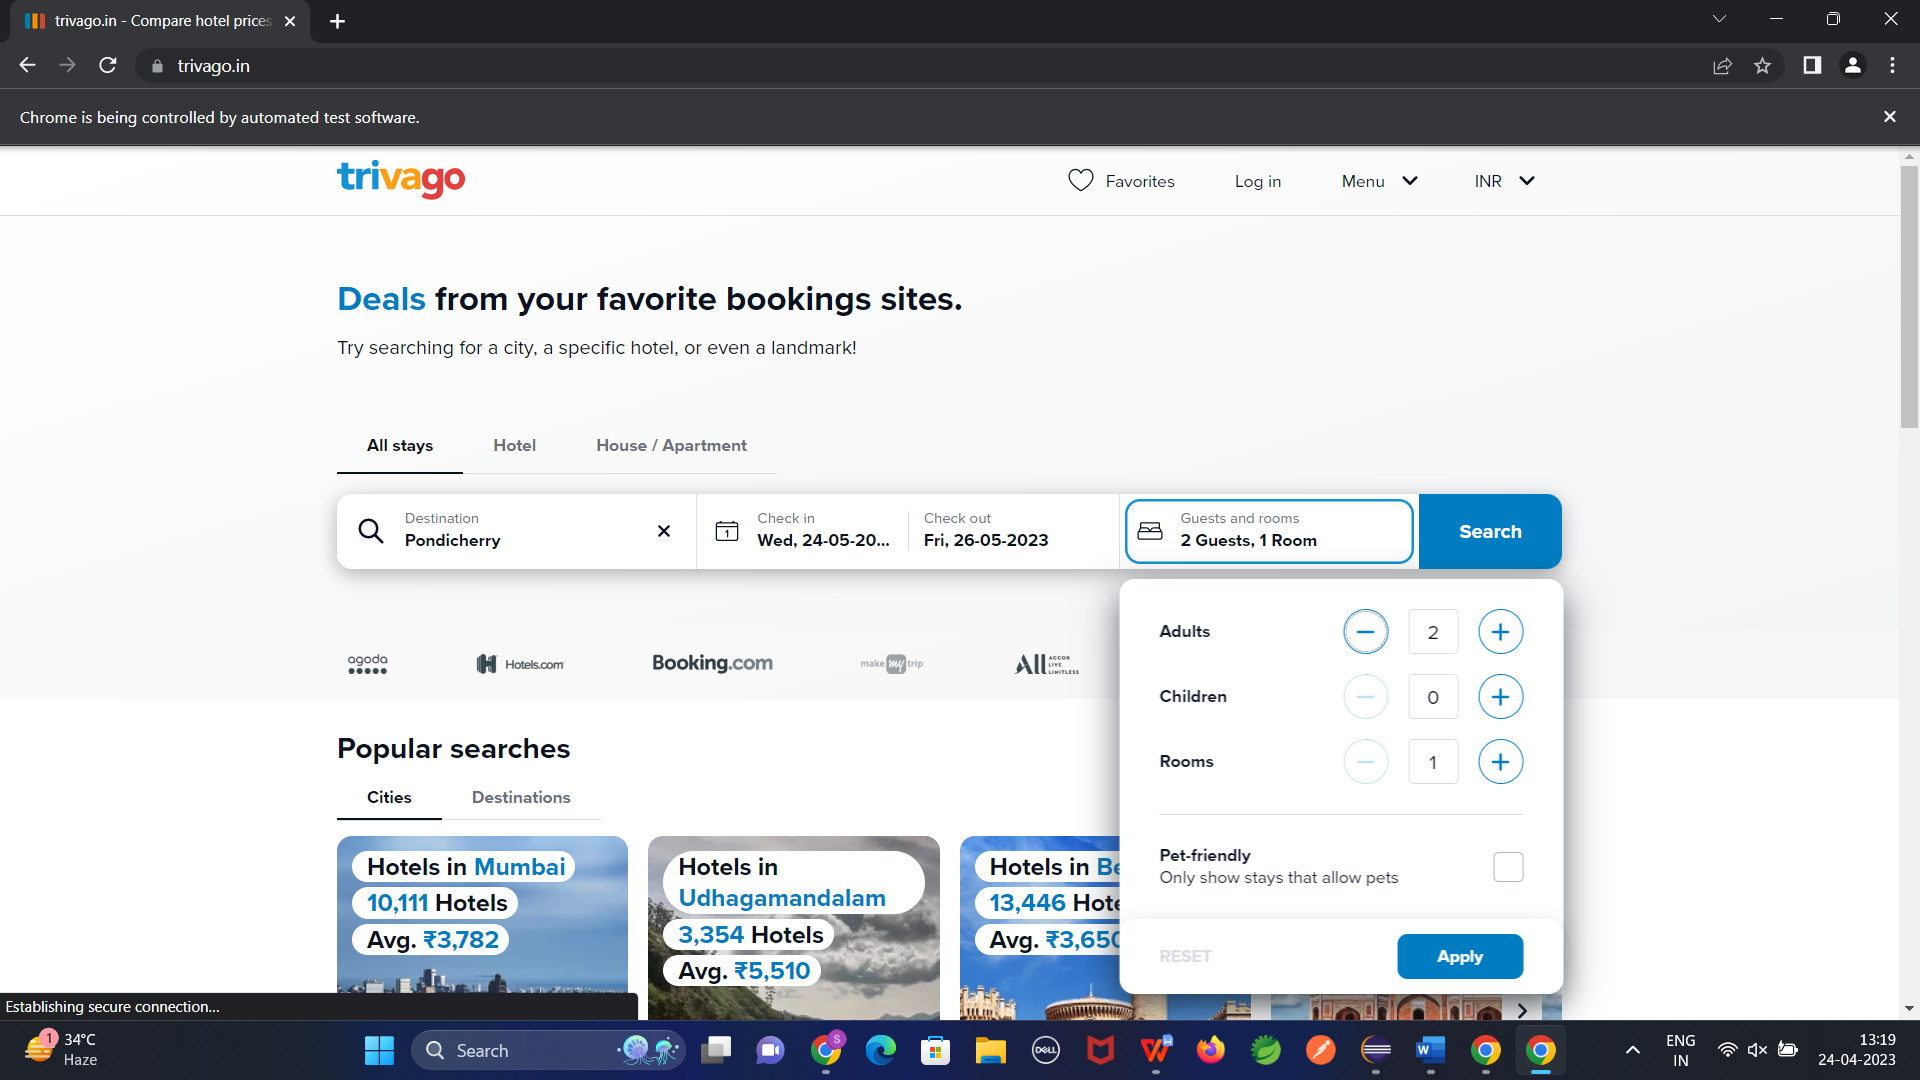 trivago.in - Compare hotel prices
trivago.in
Chrome is being controlled by automated test software.
trivago
Favorites
Log in
Menu
INR
Deals from your favorite bookings sites.
Try searching for a city, a specific hotel, or even a landmark!
All stays
Hotel
House / Apartment
Destination
Pondicherry
1
Check in
Wed, 24-05-20...
Check out
Fri, 26-05-2023
Guests and rooms
2 Guests, 1 Room
Search
Adults
2
Children
0
Rooms
1
Pet-friendly
Only show stays that allow pets
RESET
Apply
agoda
Hotels.com
Booking.com
make my trip
ALL ACCOR LIVE LIMITLESS
Popular searches
Cities
Destinations
Hotels in Mumbai
10,111 Hotels
Avg. ₹3,782
Hotels in
Udhagamandalam
3,354 Hotels
Avg. ₹5,510
Hotels in Be
13,446 Hote
Avg. ₹3,650
Establishing secure connection...
1
34°C
Haze
Search
S
DELL
W
W
ENG
IN
13:19
24-04-2023